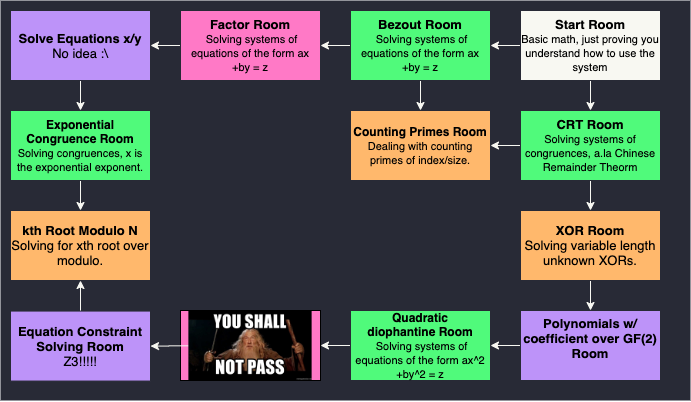 Solve Equations x/y
No idea :\
Factor Room
Solving systems of
equations of the form ax
+by = z
Bezout Room
Solving systems of
equations of the form ax
+by = z
Start Room
Basic math, just proving you
understand how to use the
system
Exponential
Congruence Room
Solving congruences, x is
the exponential exponent.
Counting Primes Room
Dealing with counting
primes of index/size.
CRT Room
Solving systems of
congruences, a.la Chinese
Remainder Theorm
kth Root Modulo N
Solving for xth root over
modulo.
XOR Room
Solving variable length
unknown XORs.
Equation Constraint
Solving Room
Z3!!!!!
YOU SHALL
NOT PASS
Quadratic
diophantine Room
Solving systems of
equations of the form ax^2
+by^2 = z
Polynomials w/
coefficient over GF(2)
Room